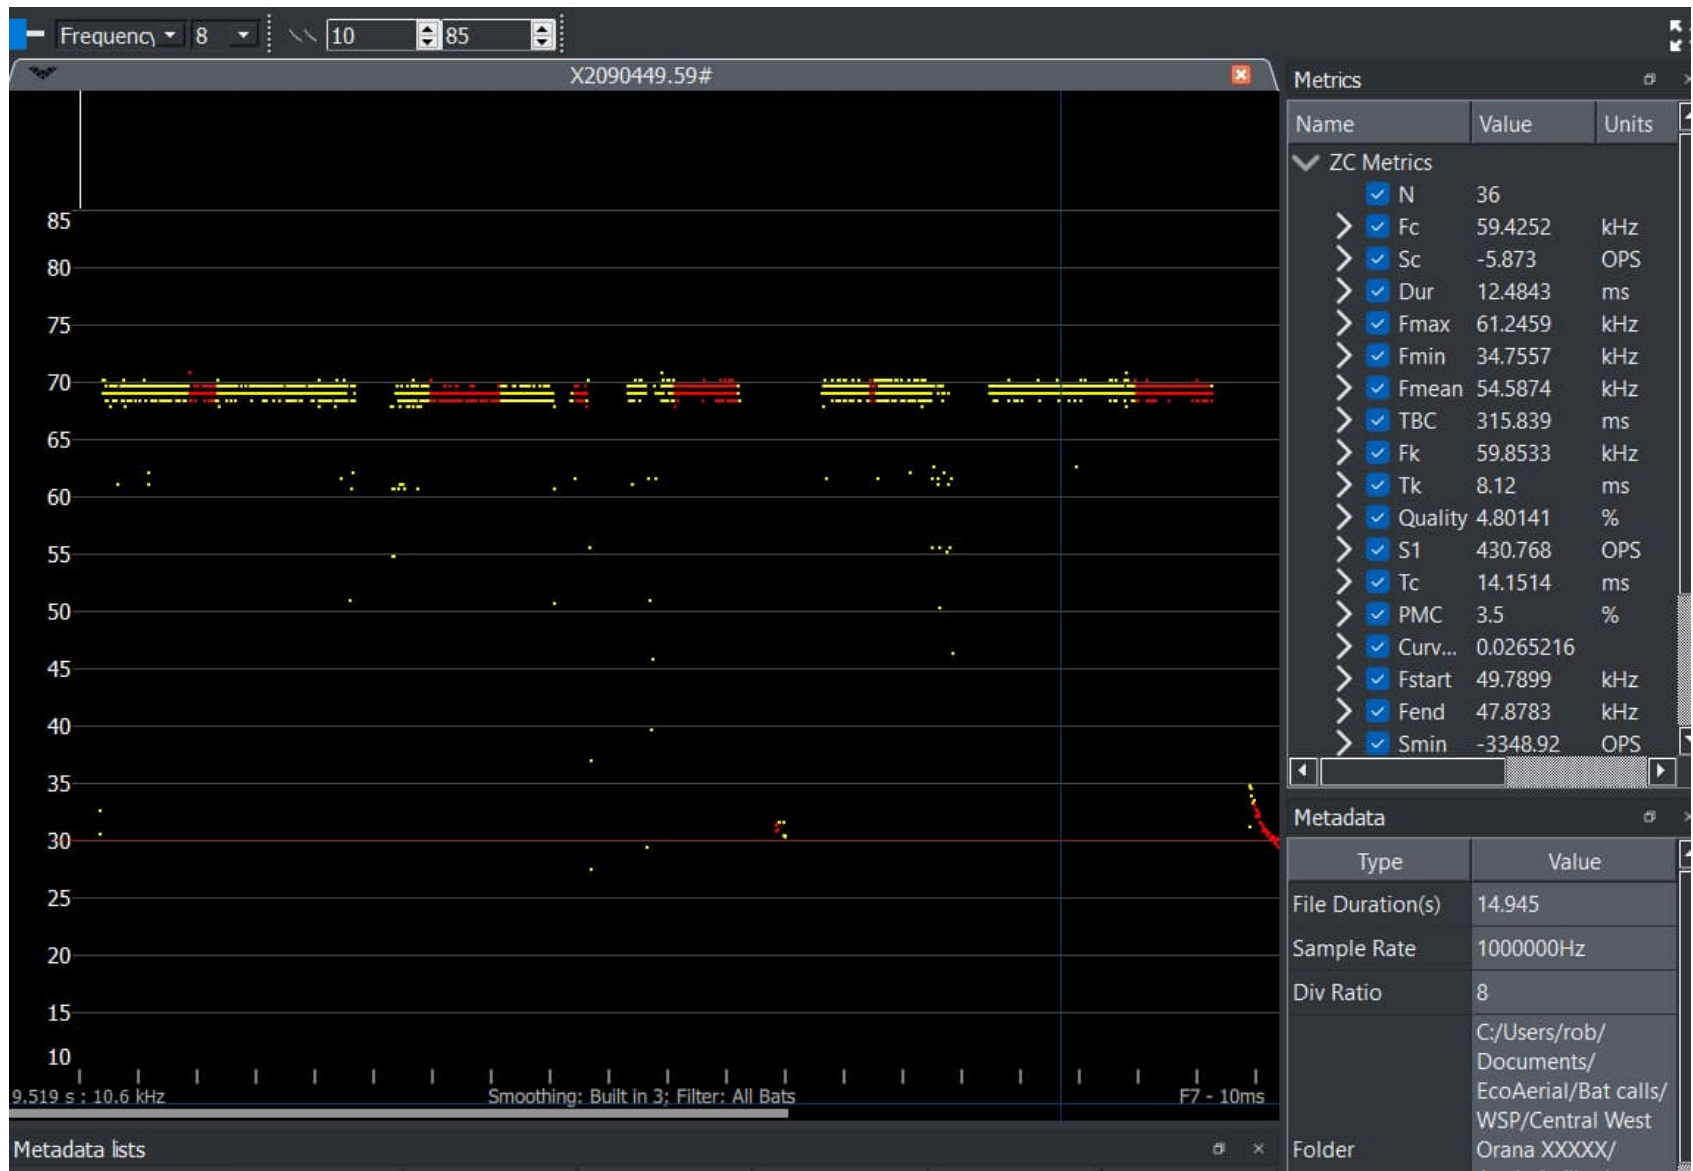 Frequency 8 10 85
X2090449.59#
85
80
75
70
65
60
55
50
45
40
35
30
25
20
15
10
9.519 s : 10.6 kHz Smoothing: Built in 3; Filter: All Bats F7 - 10ms
Metadata lists
Metrics
Name Value Units
ZC Metrics
N 36
Fc 59.4252 kHz
Sc -5.873 OPS
Dur 12.4843 ms
Fmax 61.2459 kHz
Fmin 34.7557 kHz
Fmean 54.5874 kHz
TBC 315.839 ms
Fk 59.8533 kHz
Tk 8.12 ms
Quality 4.80141 %
S1 430.768 OPS
Tc 14.1514 ms
PMC 3.5 %
Curv... 0.0265216
Fstart 49.7899 kHz
Fend 47.8783 kHz
Smin -3348.92 OPS
Metadata
Type Value
File Duration(s) 14.945
Sample Rate 1000000Hz
Div Ratio 8
C:/Users/rob/
Documents/
EcoAerial/Bat calls/
WSP/Central West
Folder Orana XXXXX/